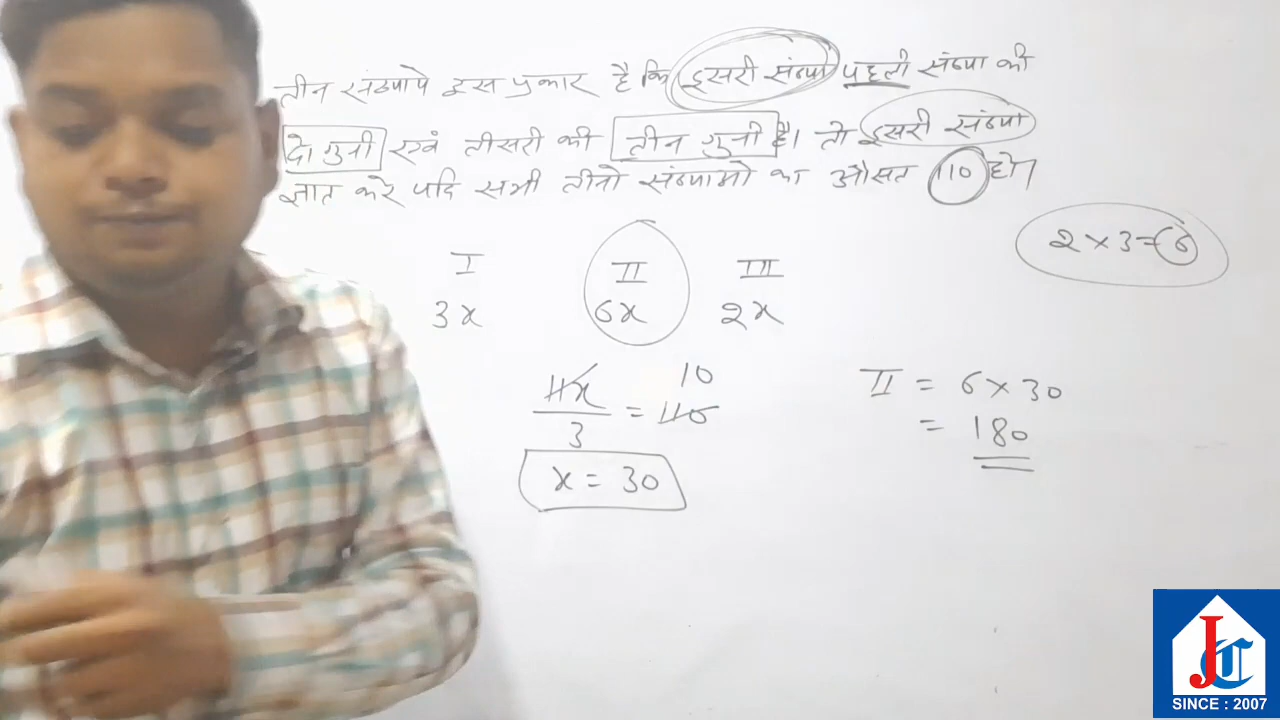 तीन संख्याये इस प्रकार है कि दूसरी संख्या पहली संख्या की
दो गुनी एवं तीसरी की तीन गुनी है। तो दूसरी संख्या
ज्ञात करे यदि सभी तीनो संख्याओ का औसत 110 हो।
2 × 3 = 6
I II III
3x 6x 2x
11x/3 = 110 10
x = 30
II = 6 × 30
= 180
JCC
SINCE : 2007